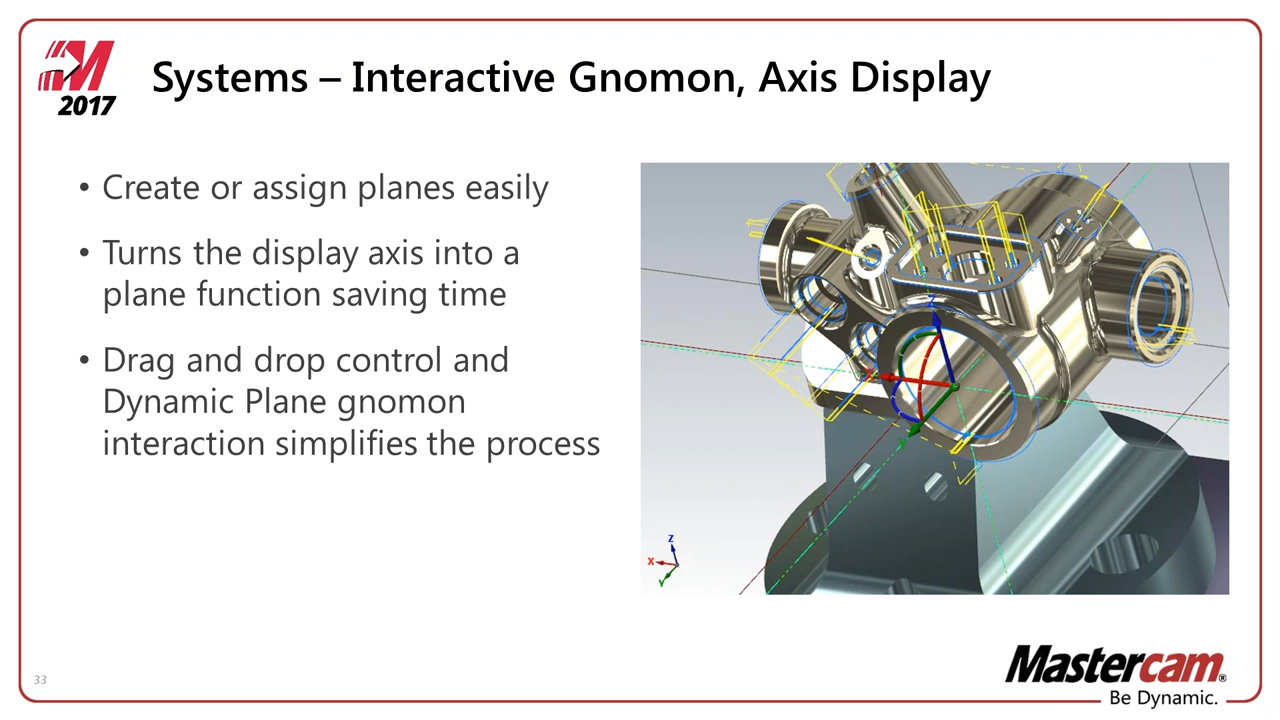 Systems – Interactive Gnomon, Axis Display
M
2017
• Create or assign planes easily
• Turns the display axis into a
plane function saving time
• Drag and drop control and
Dynamic Plane gnomon
interaction simplifies the process
Z
X
Y
Z
X
Y
33
Mastercam®
Be Dynamic.